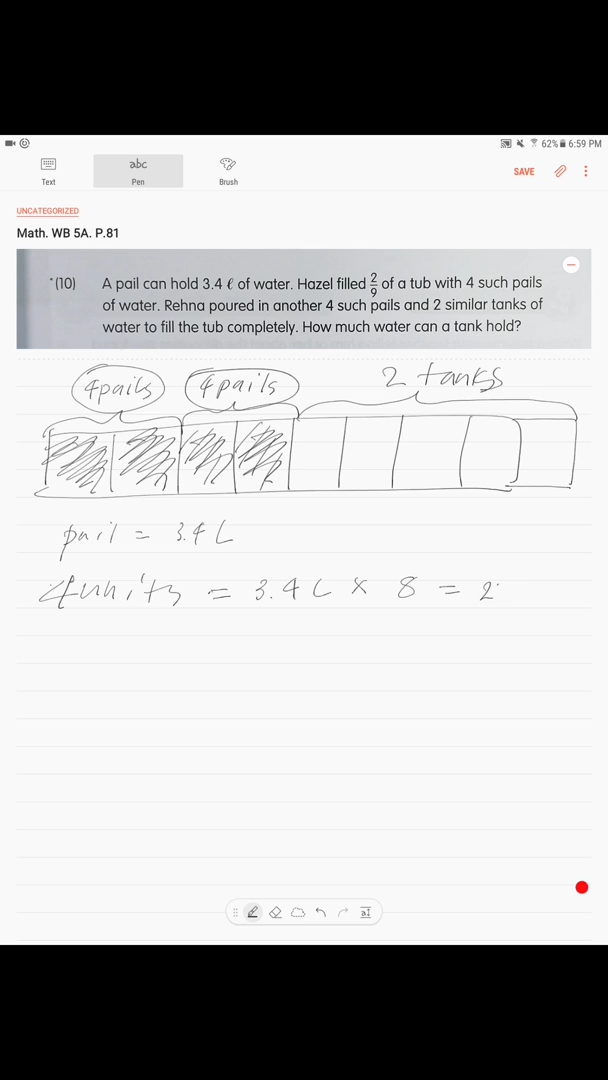 62% 6:59 PM
Text
abc
Pen
Brush
SAVE
UNCATEGORIZED
Math. WB 5A. P.81
*(10) A pail can hold 3.4 ℓ of water. Hazel filled 2/9 of a tub with 4 such pails
of water. Rehna poured in another 4 such pails and 2 similar tanks of
water to fill the tub completely. How much water can a tank hold?
4pails 4pails 2 tanks
pail = 3.4 L
4units = 3.4 L x 8 = 2